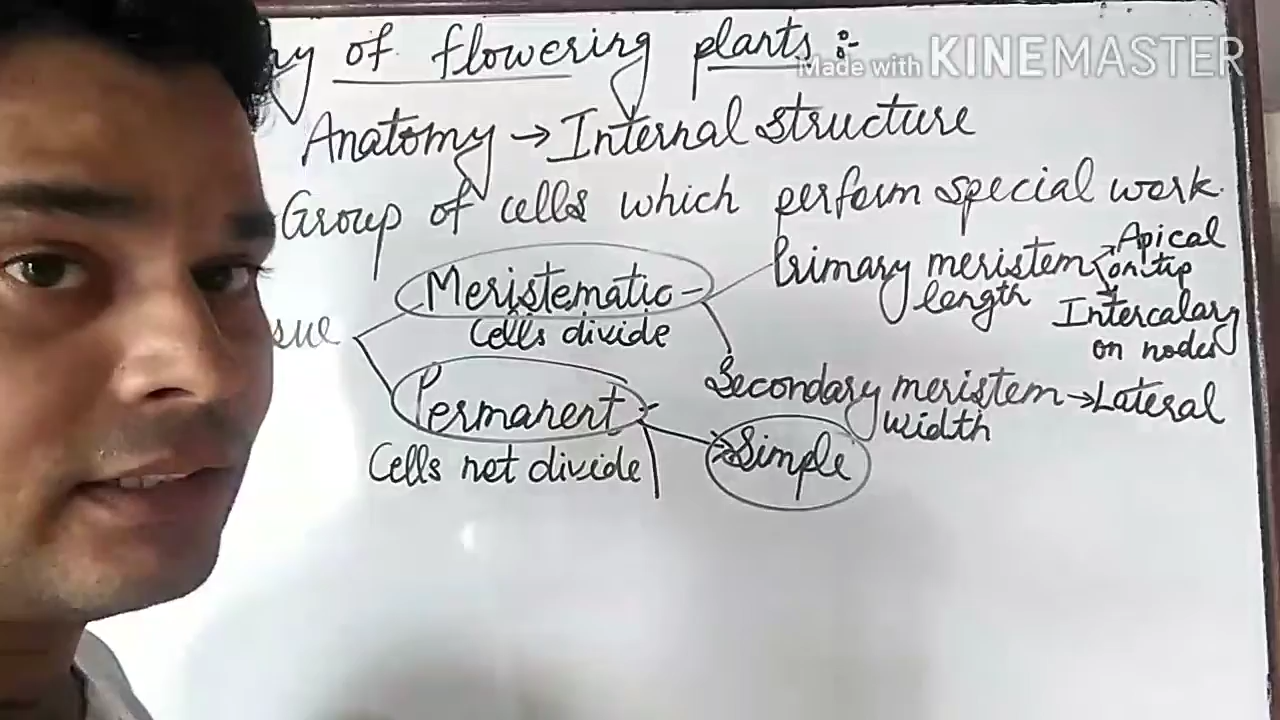 of flowering plants :-
Made with KINEMASTER
Anatomy → Internal structure
Group of cells which perform special work.
Meristematic -
Cells divide
Primary meristem
length
Apical
on tip
Intercalary
on nodes
Permanent
Cells not divide
Secondary meristem → Lateral
width
Simple